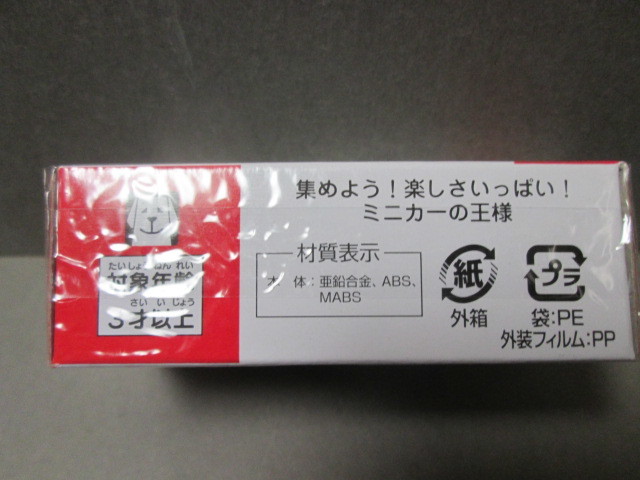 集めよう！楽しさいっぱい！
ミニカーの王様
たいしょうねんれい
対象年齢
さいいじょう
3才以上
材質表示
本 体：亜鉛合金、ABS、
MABS
紙
外箱
プラ
袋:PE
外装フィルム:PP